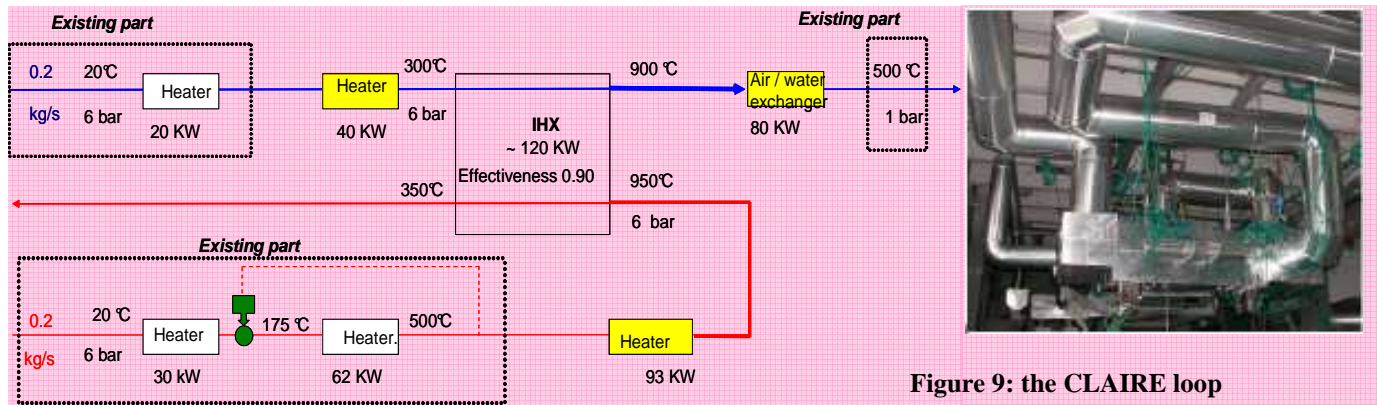 Existing part
Existing part
0.2
20℃
kg/s
6 bar
Heater
20 KW
Heater
40 KW
300℃
6 bar
IHX
~ 120 KW
Effectiveness 0.90
900 ℃
Air / water
exchanger
80 KW
500 ℃
1 bar
350℃
950℃
6 bar
Existing part
0.2
20 ℃
kg/s
6 bar
Heater
30 kW
175 ℃
Heater.
62 KW
500℃
Heater
93 KW
Figure 9: the CLAIRE loop